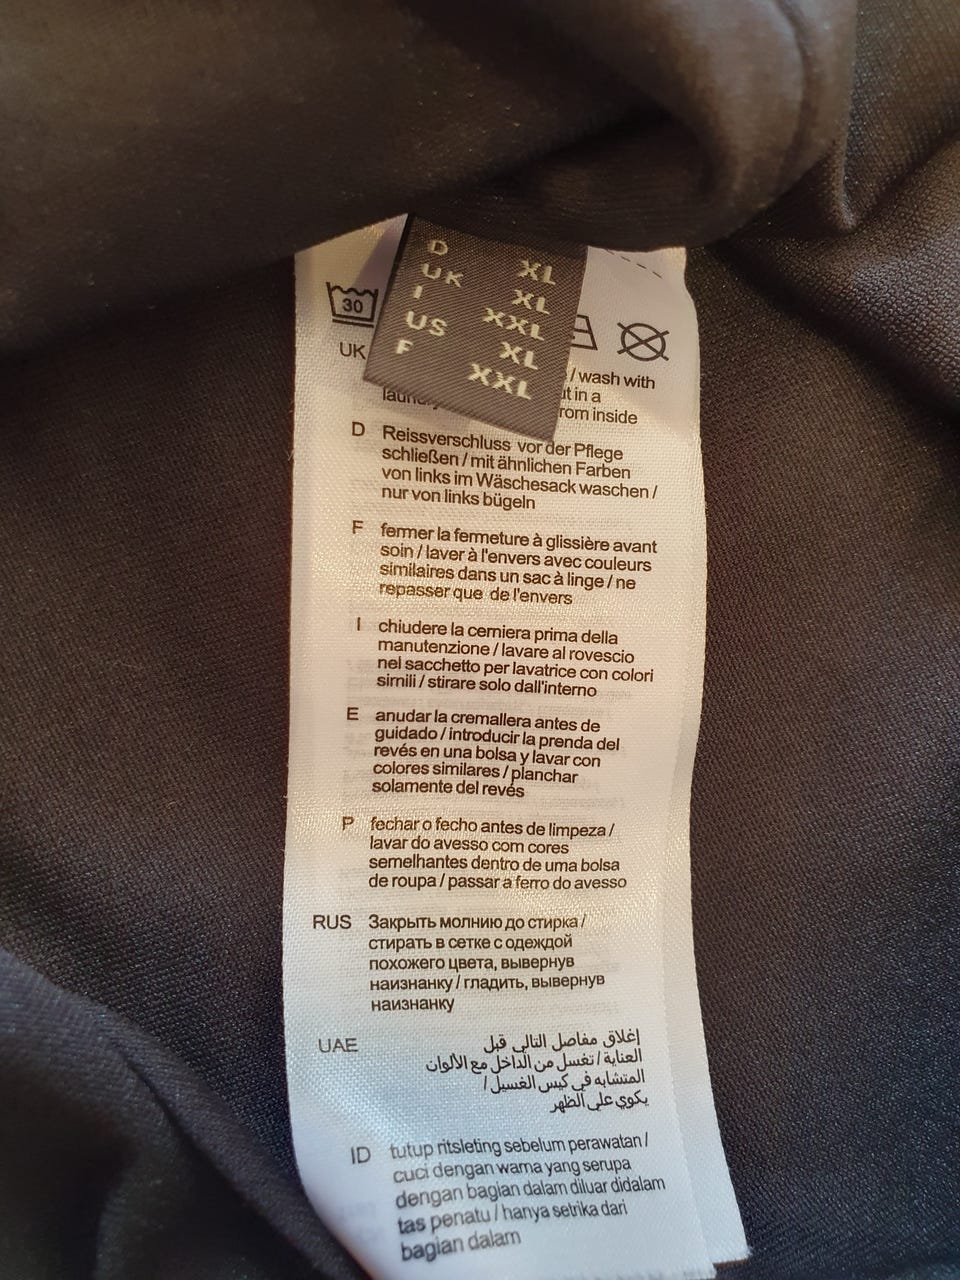 D XL
UK XL
I XXL
US XL
F XXL
30
UK
/ wash with
in a
from inside
D Reissverschluss vor der Pflege
schließen / mit ähnlichen Farben
von links im Wäschesack waschen /
nur von links bügeln
F fermer la fermeture à glissière avant
soin / laver à l'envers avec couleurs
similaires dans un sac à linge / ne
repasser que de l'envers
I chiudere la cerniera prima della
manutenzione / lavare al rovescio
nel sacchetto per lavatrice con colori
simili / stirare solo dall'interno
E anudar la cremallera antes de
guidado / introducir la prenda del
revés en una bolsa y lavar con
colores similares / planchar
solamente del revés
P fechar o fecho antes de limpeza /
lavar do avesso com cores
semelhantes dentro de uma bolsa
de roupa / passar a ferro do avesso
RUS Закрыть молнию до стирка /
стирать в сетке с одеждой
похожего цвета, вывернув
наизнанку / гладить, вывернув
наизнанку
UAE إغلاق مفاصل التالي قبل
العناية / تغسل من الداخل مع الألوان
المتشابه في كيس الغسيل /
يكوي علي الظهر
ID tutup ritsleting sebelum perawatan /
cuci dengan warna yang serupa
dengan bagian dalam diluar didalam
tas penatu / hanya setrika dari
bagian dalam